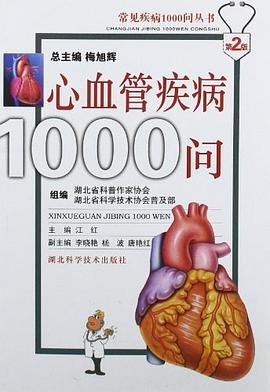 常见疾病1000问丛书
CHANGJIAN JIBING 1000WEN CONGSHU
第2版
总主编 梅旭辉
心血管疾病
1000问
组编
湖北省科普作家协会
湖北省科学技术协会普及部
XINXUEGUAN JIBING 1000 WEN
主编 江红
副主编 李晓艳 杨波 唐艳红
湖北科学技术出版社